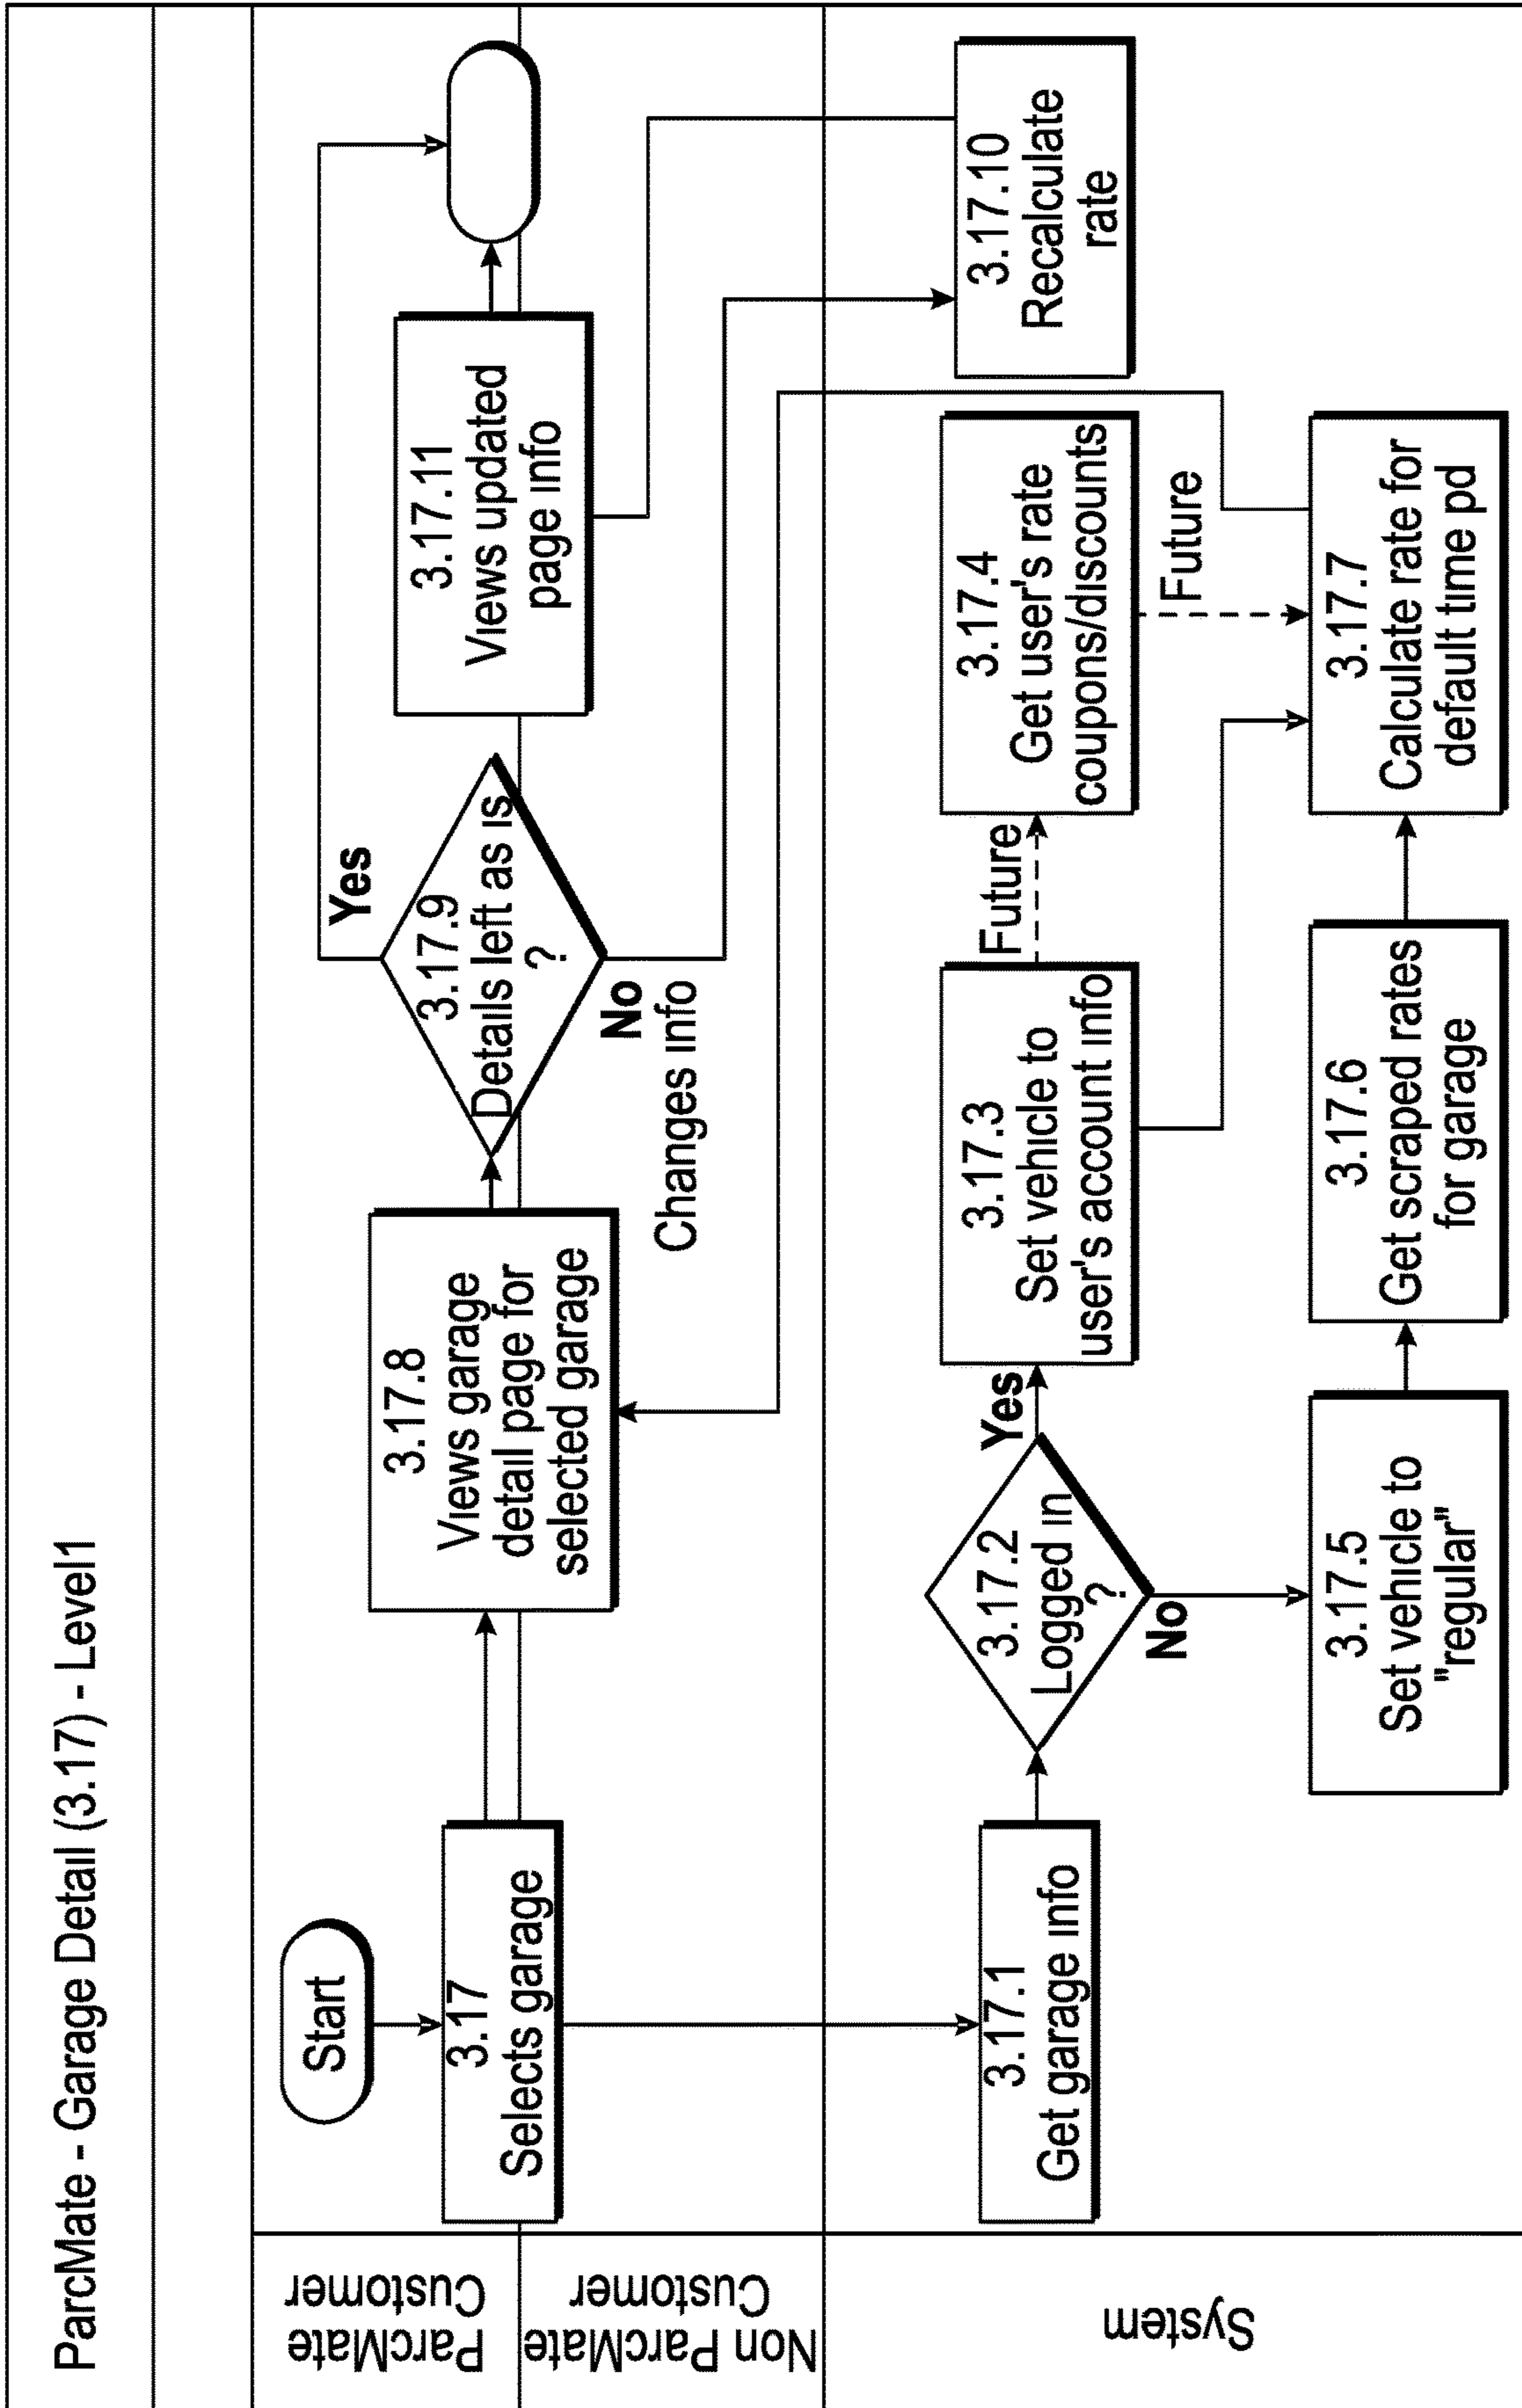 ParcMate - Garage Detail (3.17) - Level1
ParcMate
Customer
Non ParcMate
Customer
System
Start
3.17
Selects garage
3.17.8
Views garage
detail page for
selected garage
3.17.9
Details left as is
?
Yes
No
Changes info
3.17.11
Views updated
page info
3.17.1
Get garage info
3.17.2
Logged in
?
Yes
No
3.17.3
Set vehicle to
user's account info
Future
3.17.4
Get user's rate
coupons/discounts
Future
3.17.10
Recalculate
rate
3.17.5
Set vehicle to
"regular"
3.17.6
Get scraped rates
for garage
3.17.7
Calculate rate for
default time pd